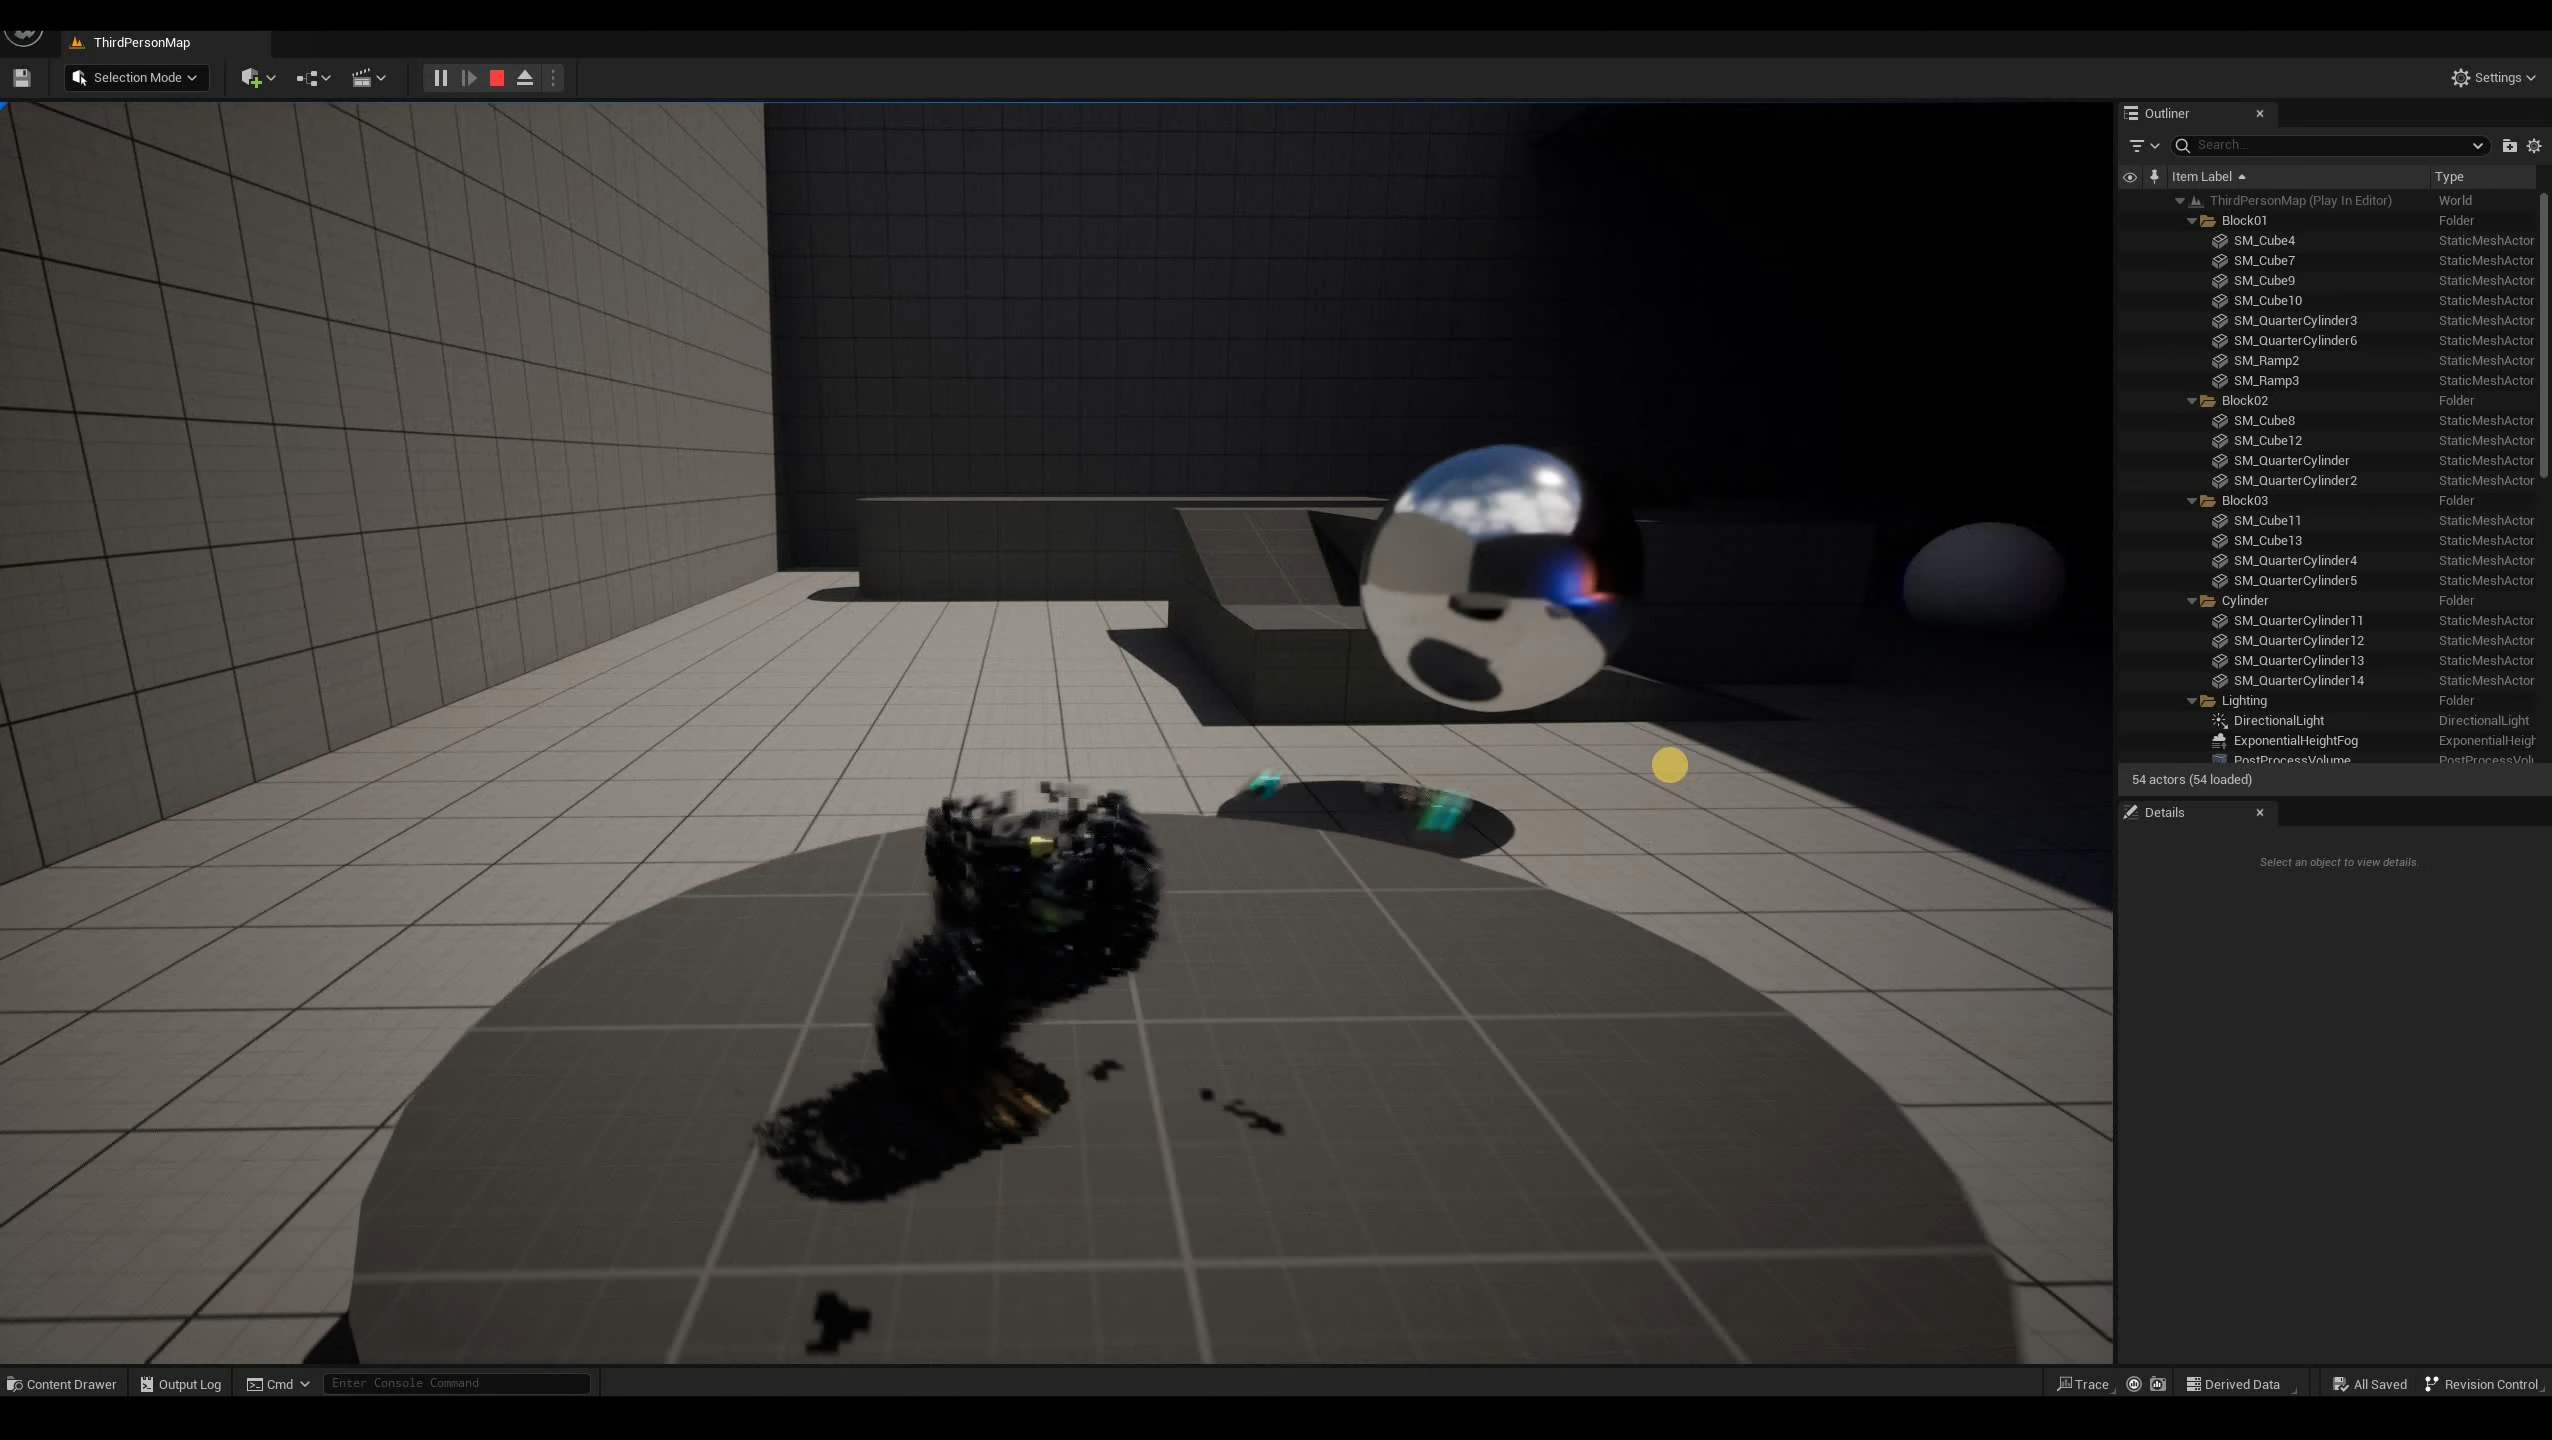 ThirdPersonMap
Selection Mode
Settings
Outliner
Search...
Item Label
Type
ThirdPersonMap (Play In Editor) World
Block01 Folder
SM_Cube4 StaticMeshActor
SM_Cube7 StaticMeshActor
SM_Cube9 StaticMeshActor
SM_Cube10 StaticMeshActor
SM_QuarterCylinder3 StaticMeshActor
SM_QuarterCylinder6 StaticMeshActor
SM_Ramp2 StaticMeshActor
SM_Ramp3 StaticMeshActor
Block02 Folder
SM_Cube8 StaticMeshActor
SM_Cube12 StaticMeshActor
SM_QuarterCylinder StaticMeshActor
SM_QuarterCylinder2 StaticMeshActor
Block03 Folder
SM_Cube11 StaticMeshActor
SM_Cube13 StaticMeshActor
SM_QuarterCylinder4 StaticMeshActor
SM_QuarterCylinder5 StaticMeshActor
Cylinder Folder
SM_QuarterCylinder11 StaticMeshActor
SM_QuarterCylinder12 StaticMeshActor
SM_QuarterCylinder13 StaticMeshActor
SM_QuarterCylinder14 StaticMeshActor
Lighting Folder
DirectionalLight DirectionalLight
ExponentialHeightFog ExponentialHeigh
PostProcessVolume PostProcessVolu
54 actors (54 loaded)
Details
Select an object to view details.
Content Drawer
Output Log
Cmd
Enter Console Command
Trace
Derived Data
All Saved
Revision Control